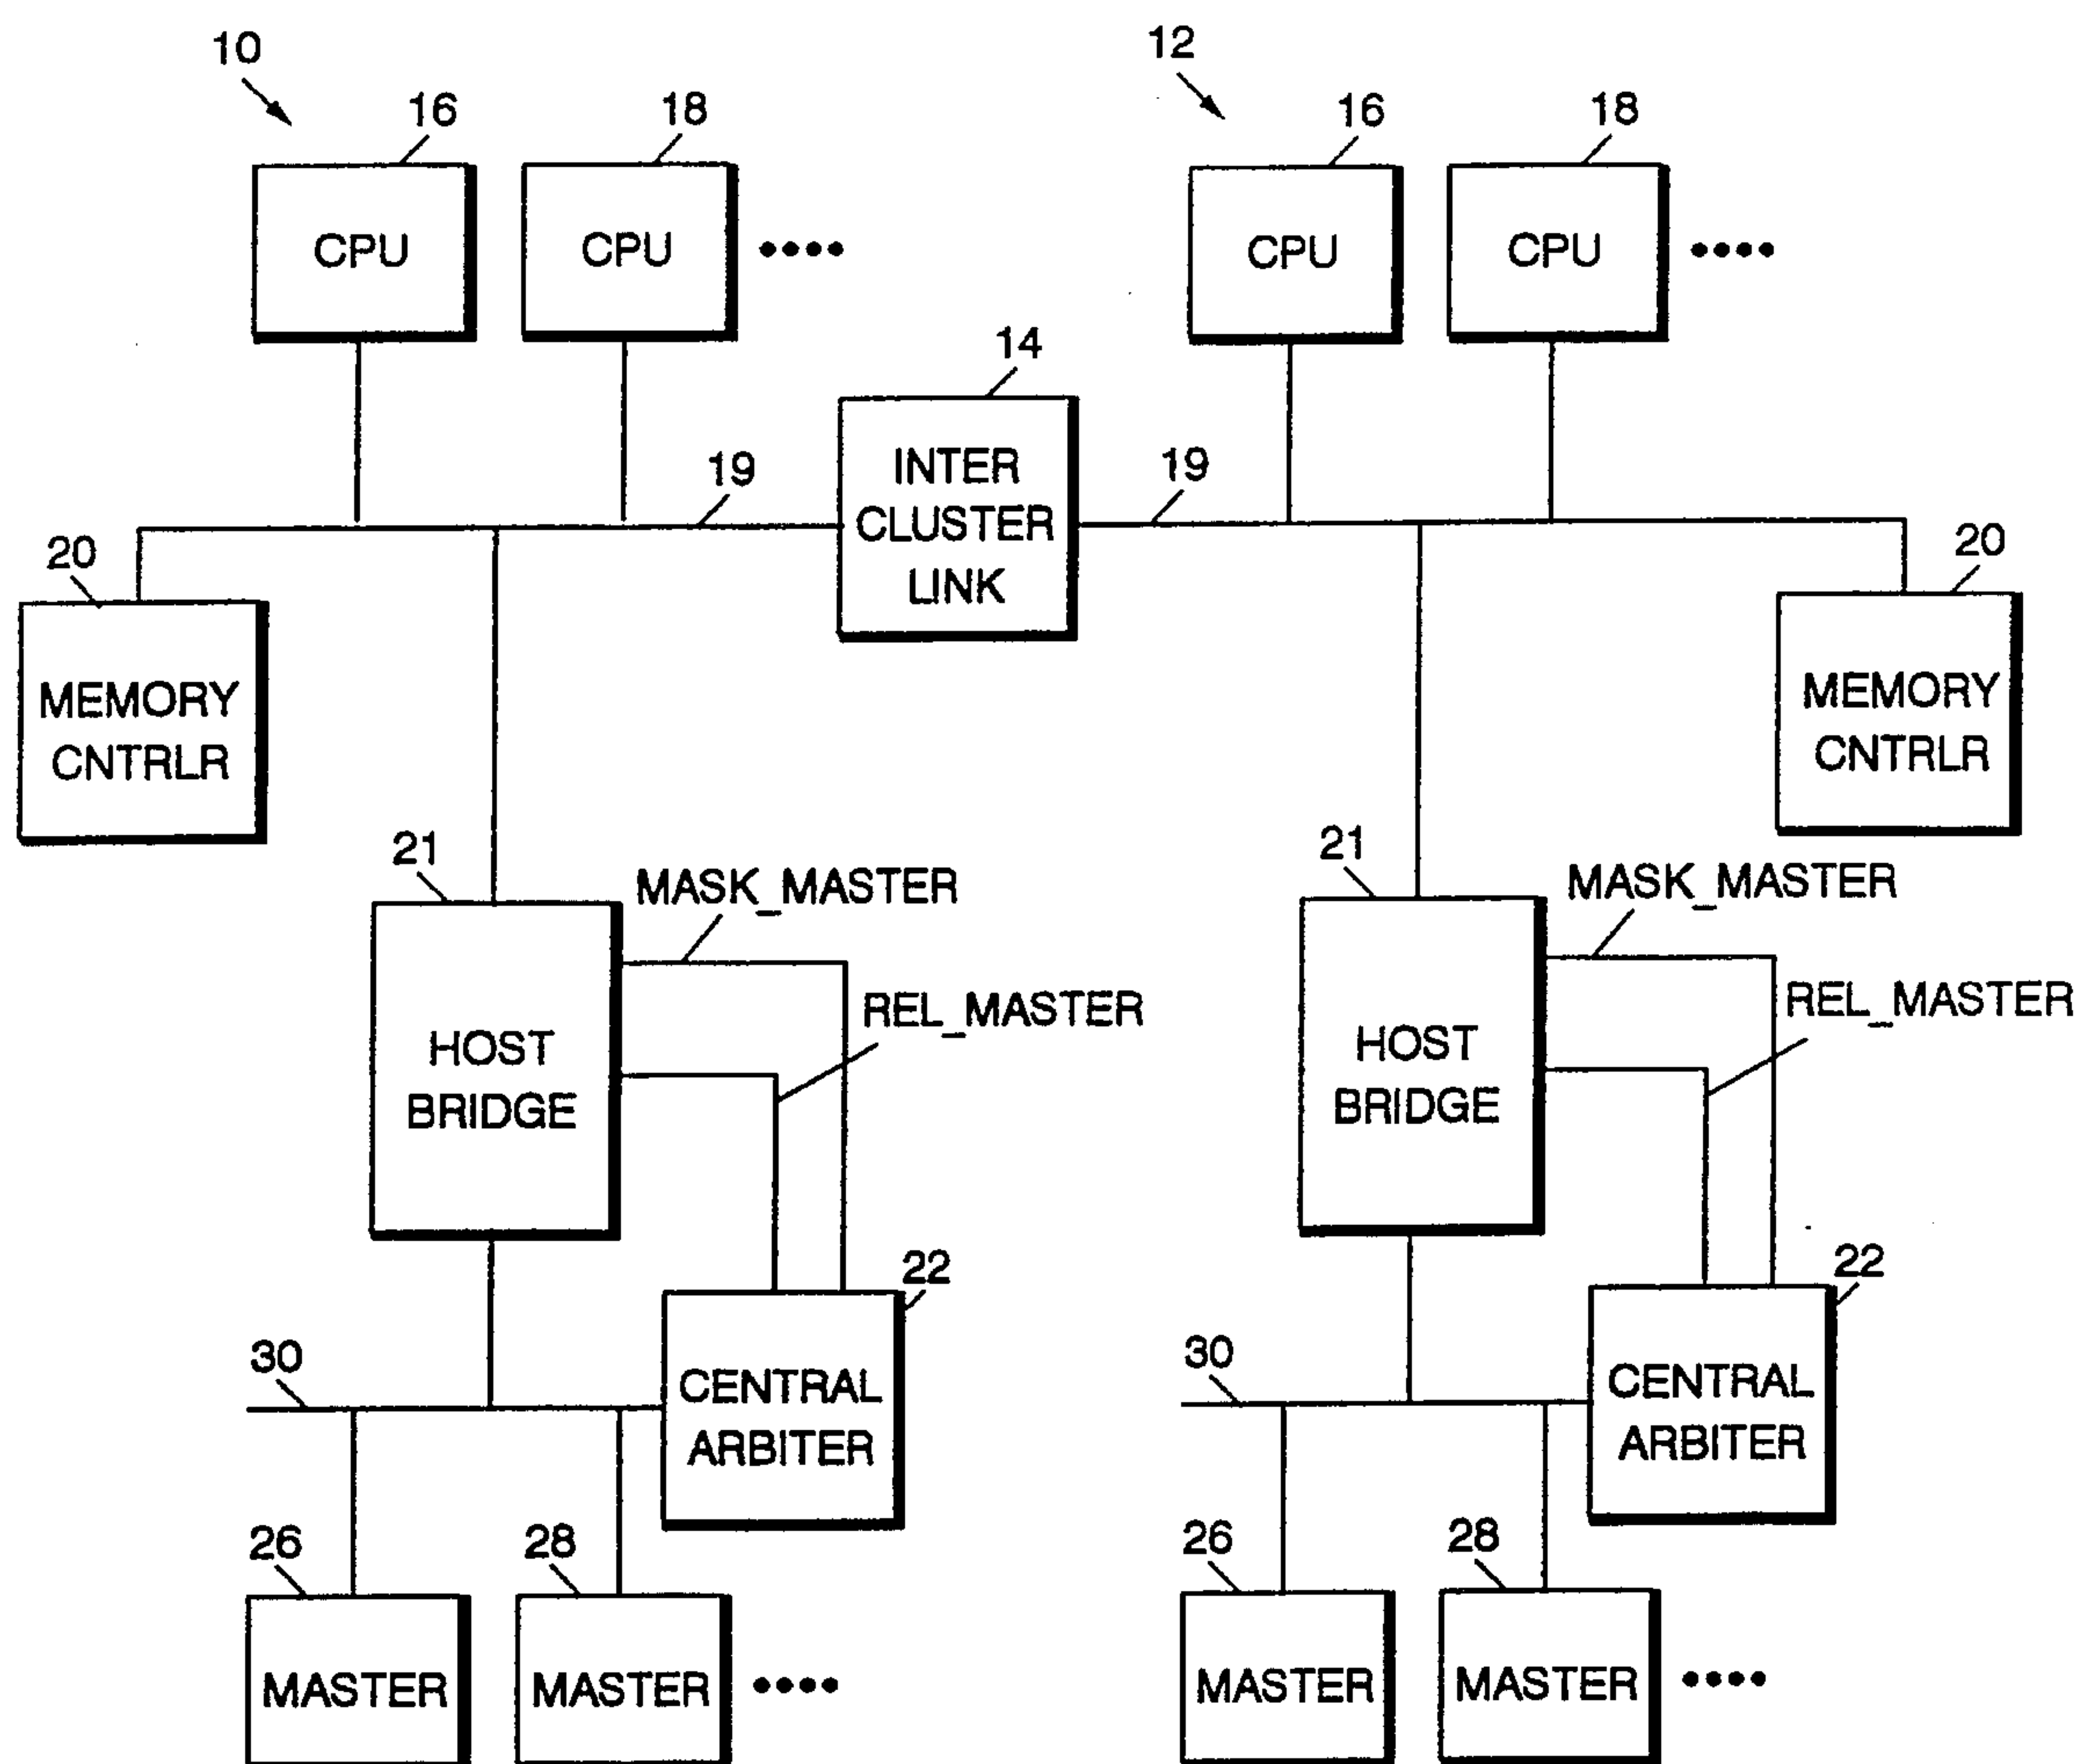 10
12
16
18
16
18
CPU
CPU
••••
CPU
CPU
••••
14
INTER
CLUSTER
LINK
19
19
20
20
MEMORY
CNTRLR
MEMORY
CNTRLR
21
MASK_MASTER
21
MASK_MASTER
REL_MASTER
REL_MASTER
HOST
BRIDGE
HOST
BRIDGE
22
22
30
30
CENTRAL
ARBITER
CENTRAL
ARBITER
26
28
26
28
MASTER
MASTER
••••
MASTER
MASTER
••••